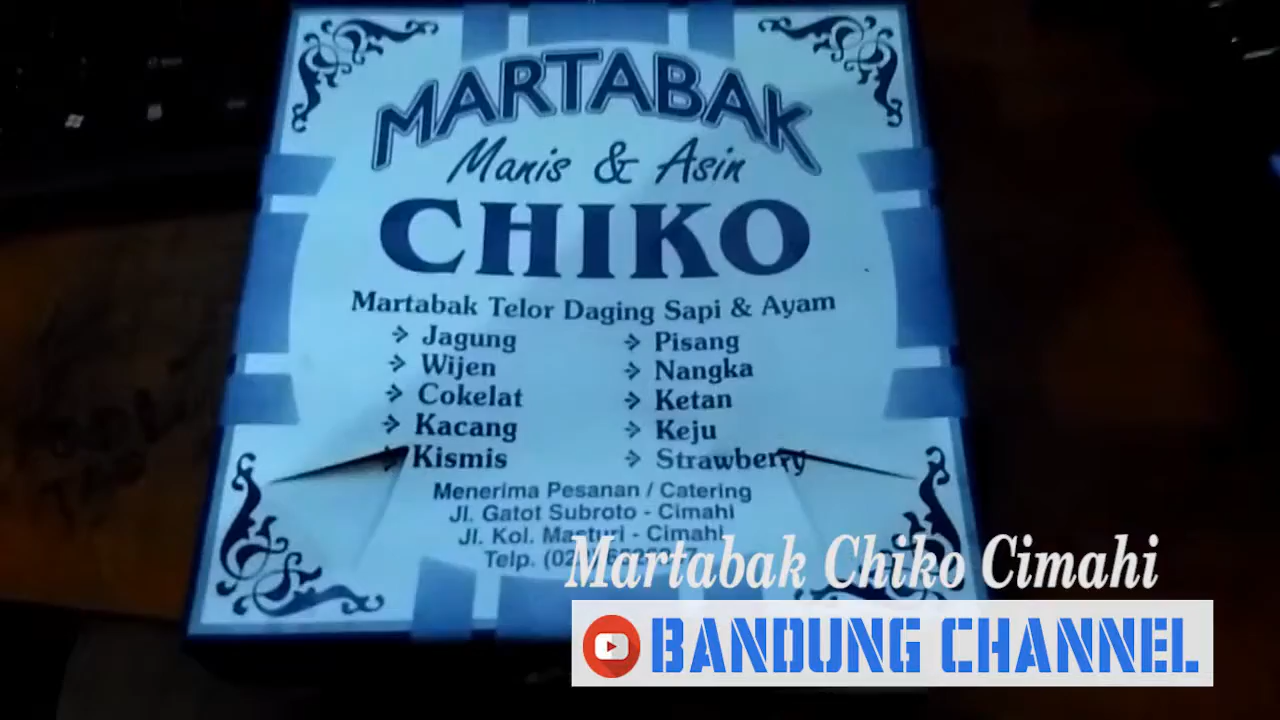 MARTABAK
Manis & Asin
CHIKO
Martabak Telor Daging Sapi & Ayam
Jagung
Wijen
Cokelat
Kacang
Kismis
Pisang
Nangka
Ketan
Keju
Strawberry
Menerima Pesanan / Catering
Jl. Gatot Subroto - Cimahi
Jl. Kol. Masturi - Cimahi
Telp.
Martabak Chiko Cimahi
BANDUNG CHANNEL